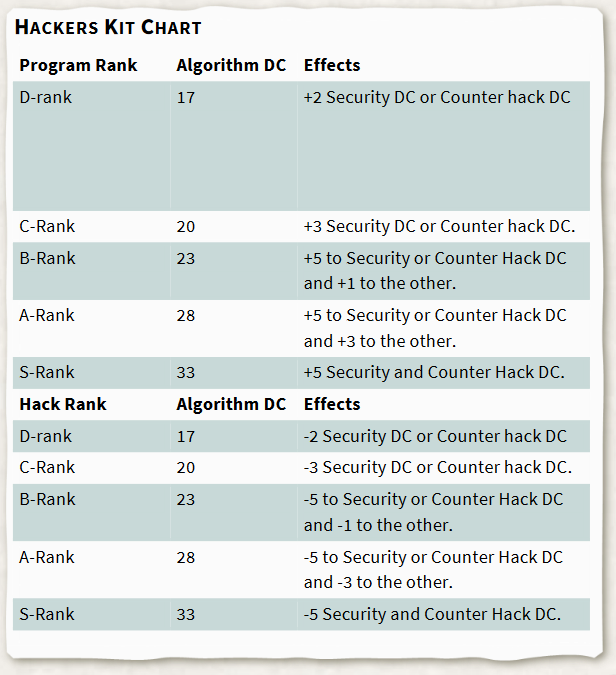 HACKERS KIT CHART
Program Rank Algorithm DC Effects
D-rank 17 +2 Security DC or Counter hack DC
C-Rank 20 +3 Security DC or Counter hack DC.
B-Rank 23 +5 to Security or Counter Hack DC
and +1 to the other.
A-Rank 28 +5 to Security or Counter Hack DC
and +3 to the other.
S-Rank 33 +5 Security and Counter Hack DC.
Hack Rank Algorithm DC Effects
D-rank 17 -2 Security DC or Counter hack DC
C-Rank 20 -3 Security DC or Counter hack DC.
B-Rank 23 -5 to Security or Counter Hack DC
and -1 to the other.
A-Rank 28 -5 to Security or Counter Hack DC
and -3 to the other.
S-Rank 33 -5 Security and Counter Hack DC.